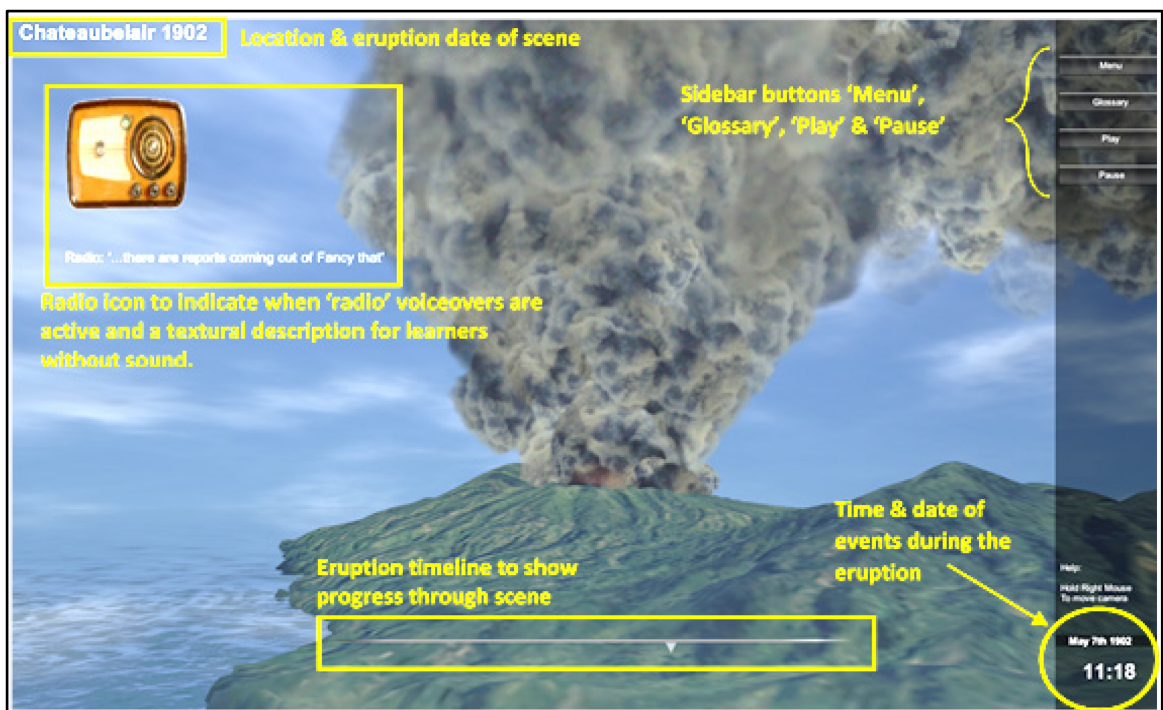 Chateaubelair 1902
Location & eruption date of scene
Sidebar buttons ‘Menu’,
‘Glossary’, ‘Play’ & ‘Pause’
Menu
Glossary
Play
Pause
Radio: '...there are reports coming out of Fancy that'
Radio icon to indicate when ‘radio’ voiceovers are
active and a textural description for learners
without sound.
Time & date of
events during the
eruption
Eruption timeline to show
progress through scene
Help:
Hold Right Mouse
To move camera
May 7th 1902
11:18